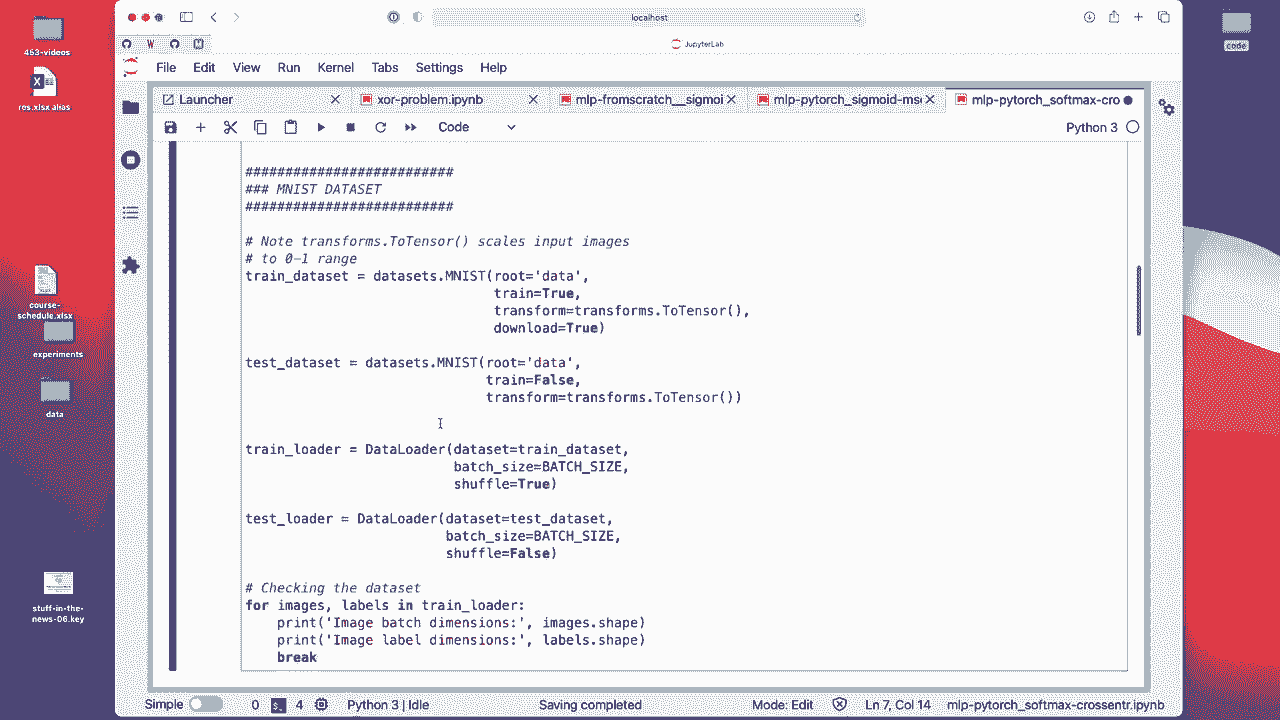 453-videos
res.xlsx alias
course-
schedule.xlsx
experiments
data
stuff-in-the-
news-06.key
code
localhost
JupyterLab
File Edit View Run Kernel Tabs Settings Help
Launcher xor-problem.ipynb mlp-fromscratch__sigmoi mlp-pytorch_sigmoid-mse mlp-pytorch_softmax-cro
Code Python 3
##########################
### MNIST DATASET
##########################
# Note transforms.ToTensor() scales input images
# to 0-1 range
train_dataset = datasets.MNIST(root='data',
train=True,
transform=transforms.ToTensor(),
download=True)
test_dataset = datasets.MNIST(root='data',
train=False,
transform=transforms.ToTensor())
train_loader = DataLoader(dataset=train_dataset,
batch_size=BATCH_SIZE,
shuffle=True)
test_loader = DataLoader(dataset=test_dataset,
batch_size=BATCH_SIZE,
shuffle=False)
# Checking the dataset
for images, labels in train_loader:
print('Image batch dimensions:', images.shape)
print('Image label dimensions:', labels.shape)
break
Simple 0 4 Python 3 | Idle Saving completed Mode: Edit Ln 7, Col 14 mlp-pytorch_softmax-crossentr.ipynb